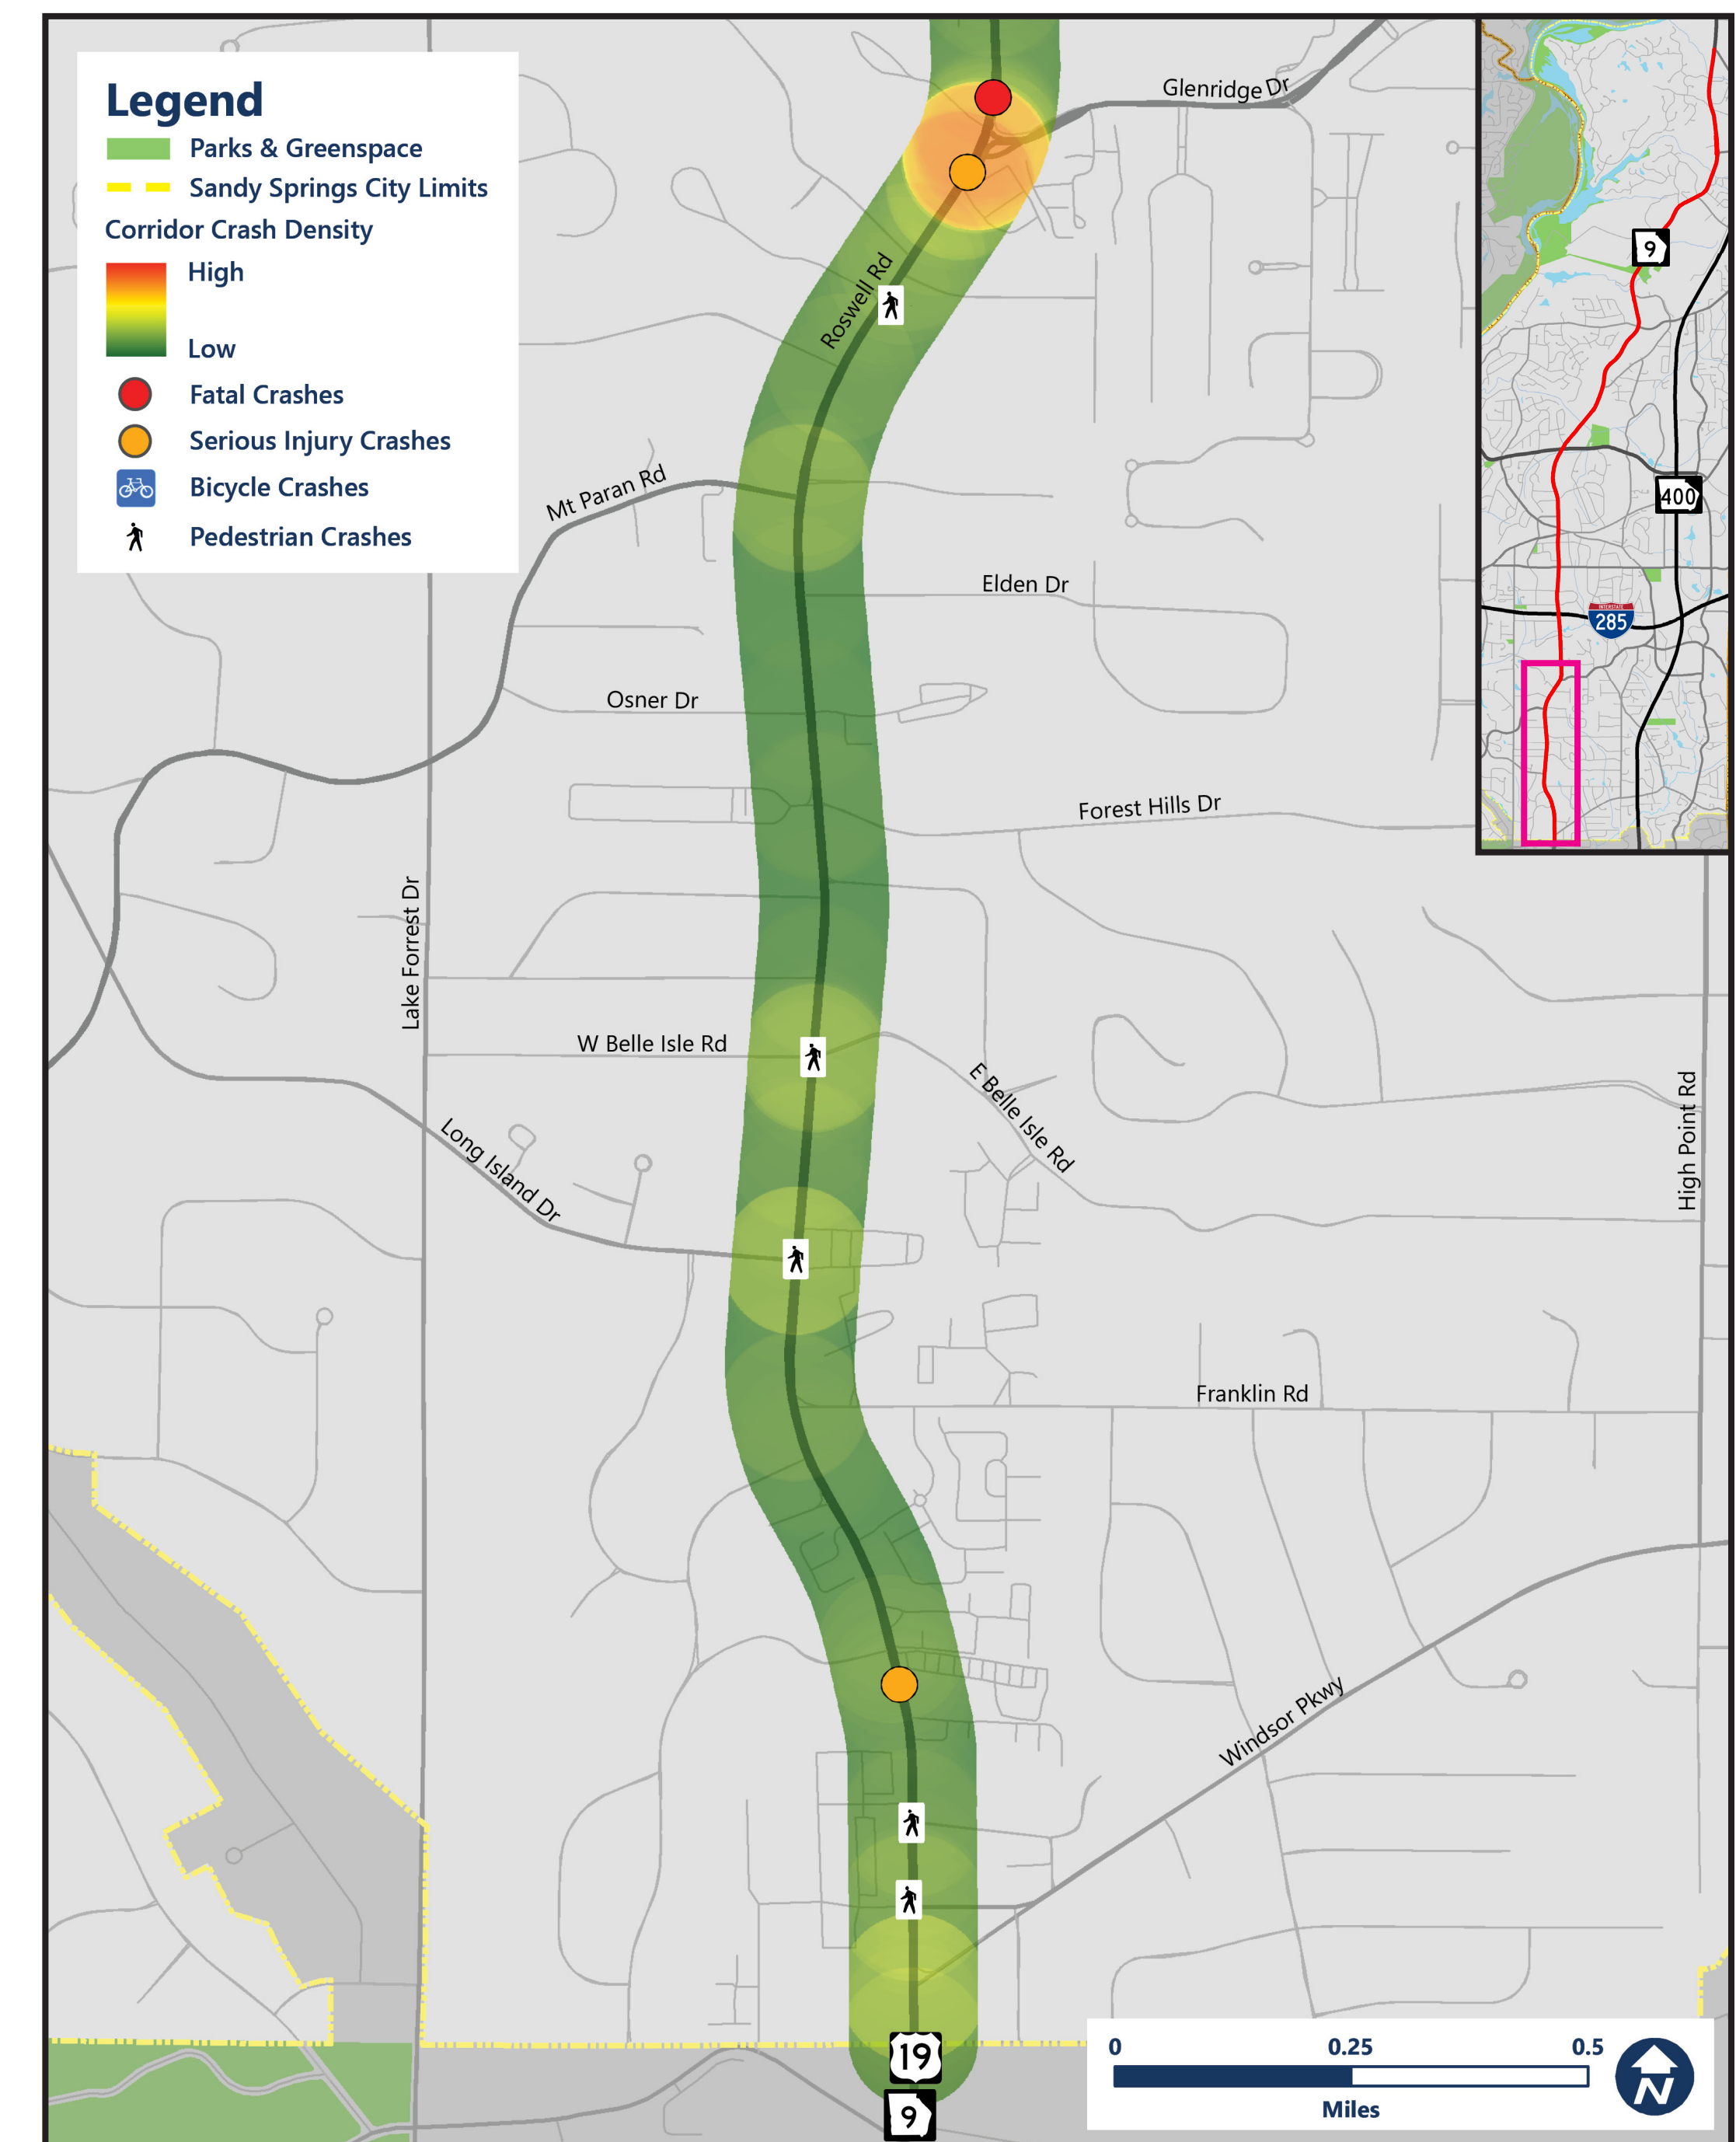 Legend
Parks & Greenspace
Sandy Springs City Limits
Corridor Crash Density
High
Low
Fatal Crashes
Serious Injury Crashes
Bicycle Crashes
Pedestrian Crashes
Glenridge Dr
Roswell Rd
Mt Paran Rd
Elden Dr
Osner Dr
Forest Hills Dr
Lake Forrest Dr
W Belle Isle Rd
E Belle Isle Rd
Long Island Dr
High Point Rd
Franklin Rd
Windsor Pkwy
19
9
9
400
INTERSTATE
285
0 0.25 0.5
Miles
N